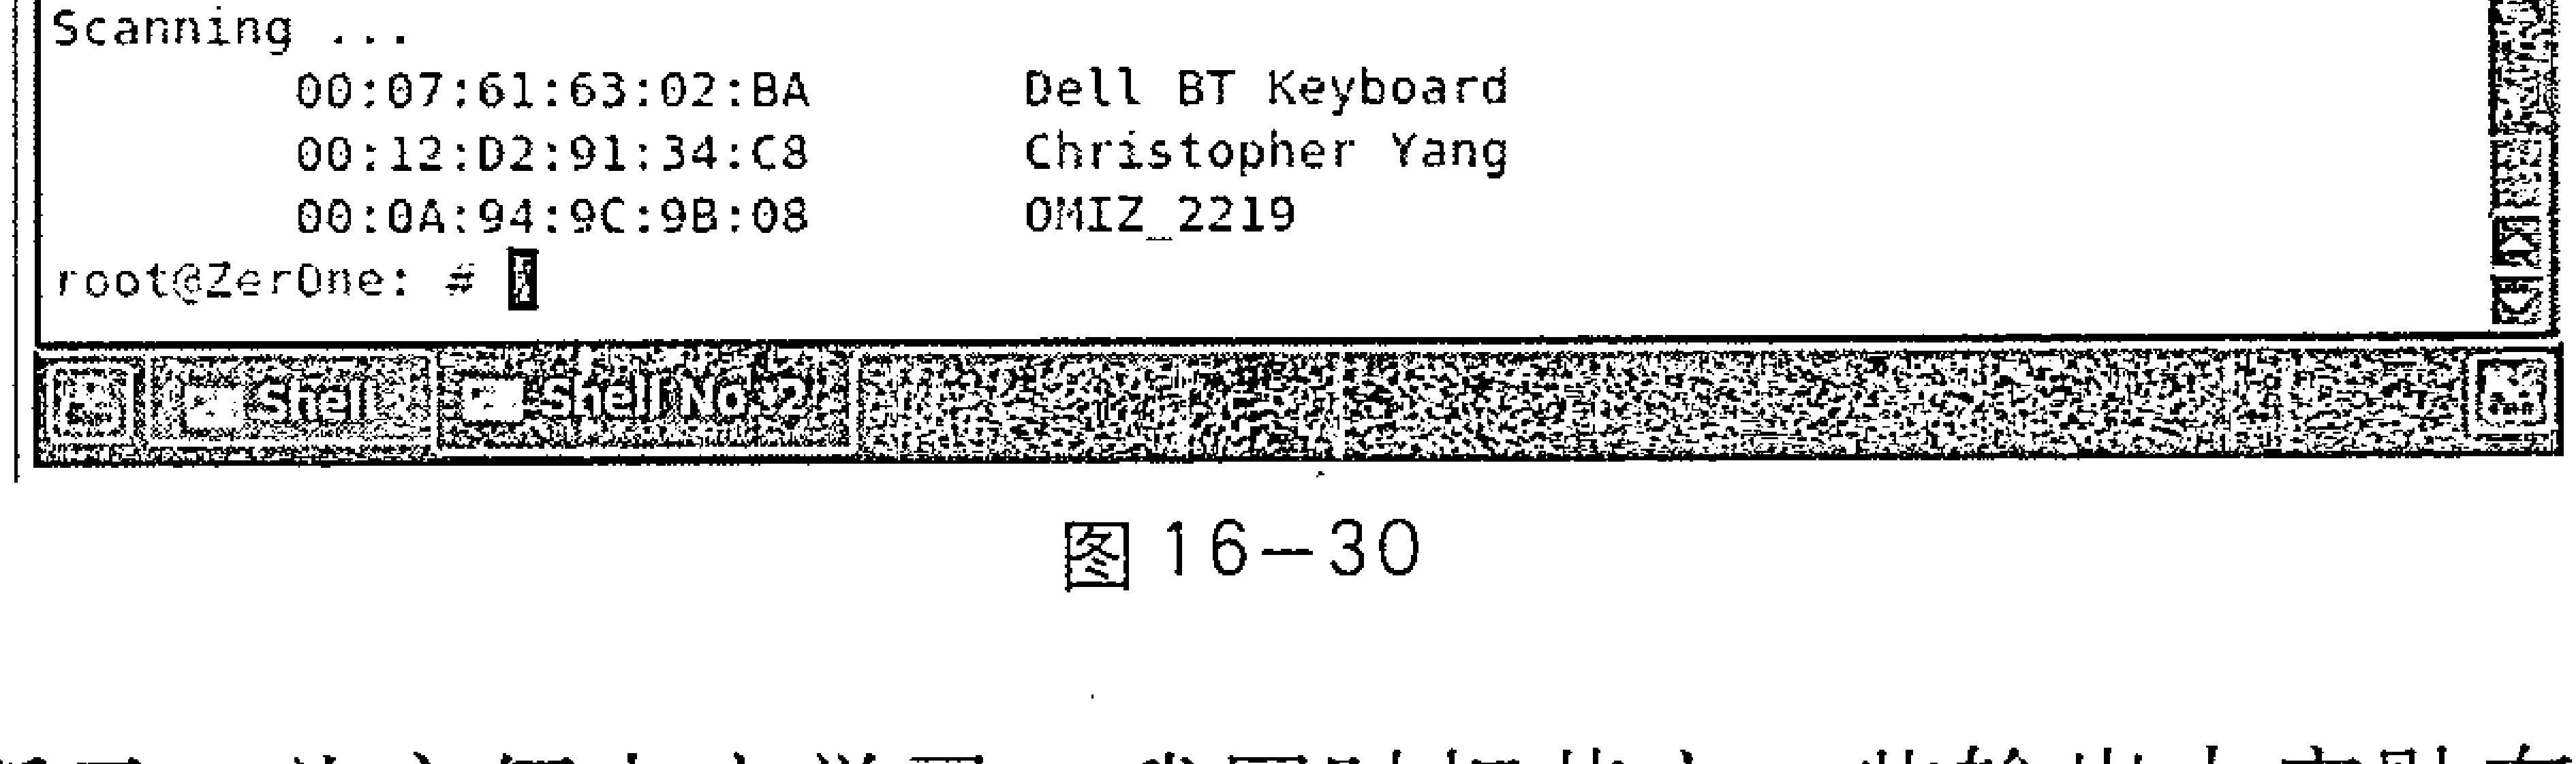 Scanning ...
00:07:61:63:02:BA Dell BT Keyboard
00:12:D2:91:34:C8 Christopher Yang
00:0A:94:9C:9B:08 OMIZ_2219
root@ZerOne: #
Shell Shell No. 2
图 16-30